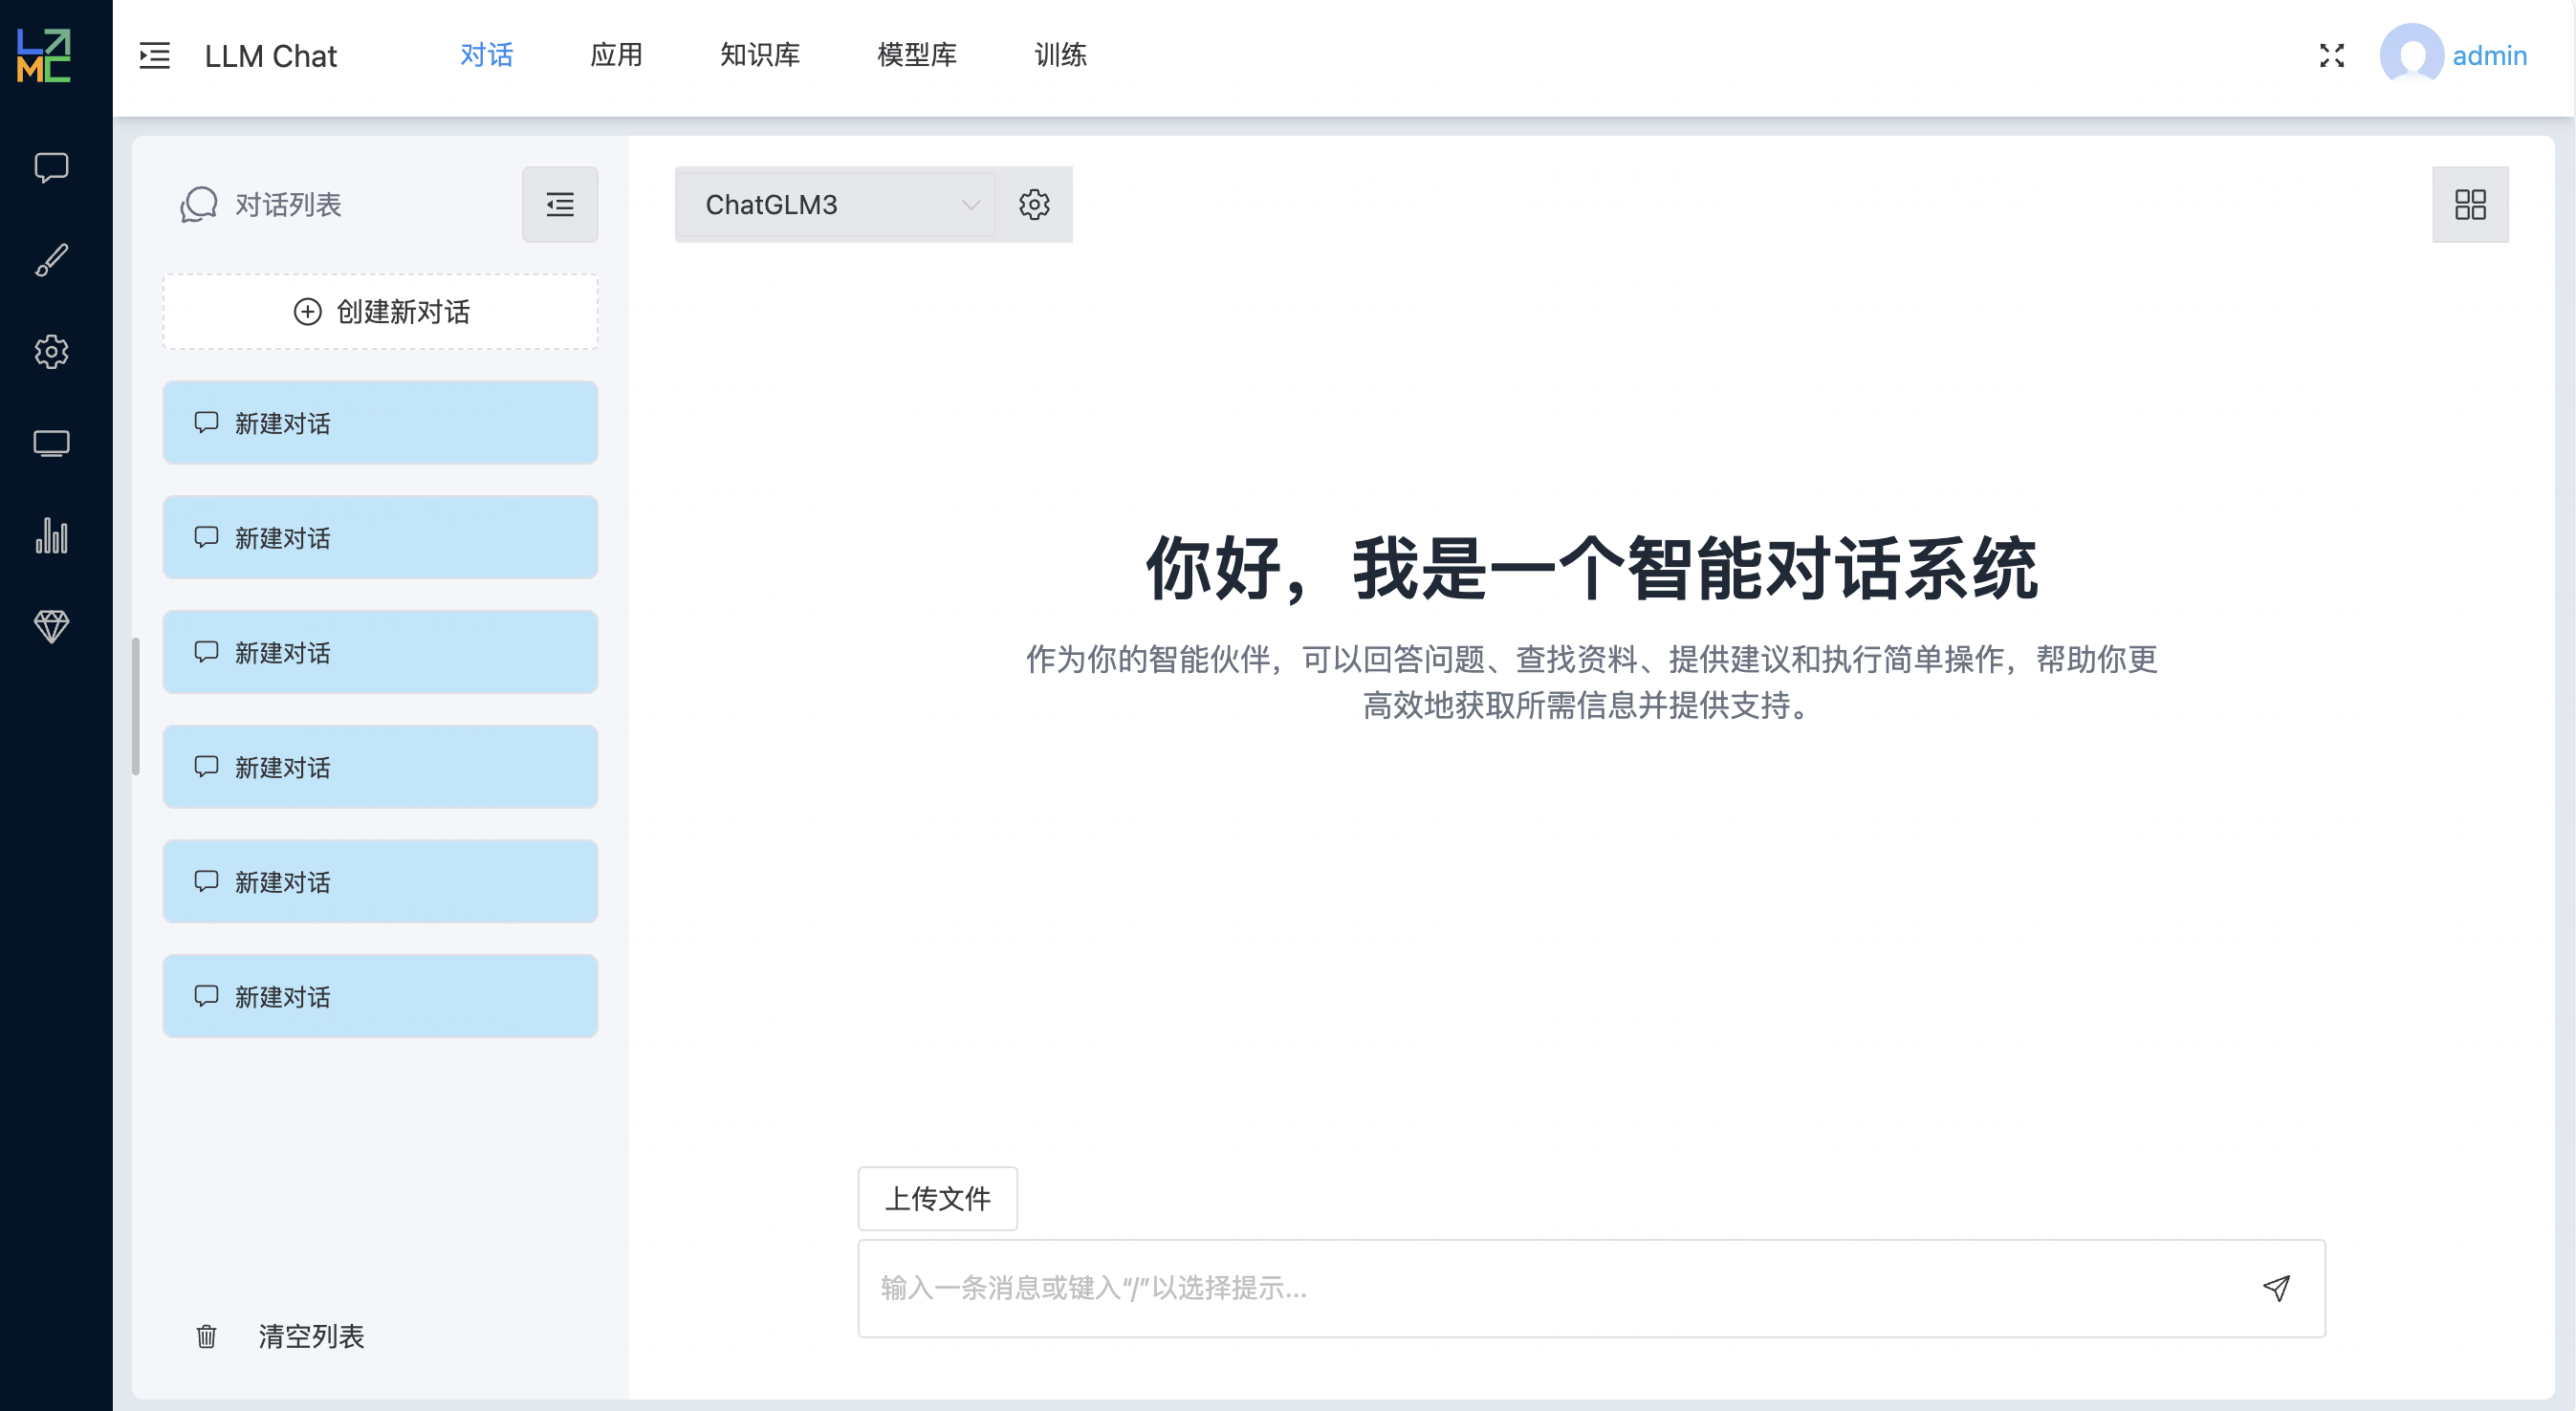 LMC
LLM Chat
对话
应用
知识库
模型库
训练
admin
对话列表
创建新对话
新建对话
新建对话
新建对话
新建对话
新建对话
新建对话
清空列表
ChatGLM3
你好，我是一个智能对话系统
作为你的智能伙伴，可以回答问题、查找资料、提供建议和执行简单操作，帮助你更
高效地获取所需信息并提供支持。
上传文件
输入一条消息或键入“/”以选择提示...